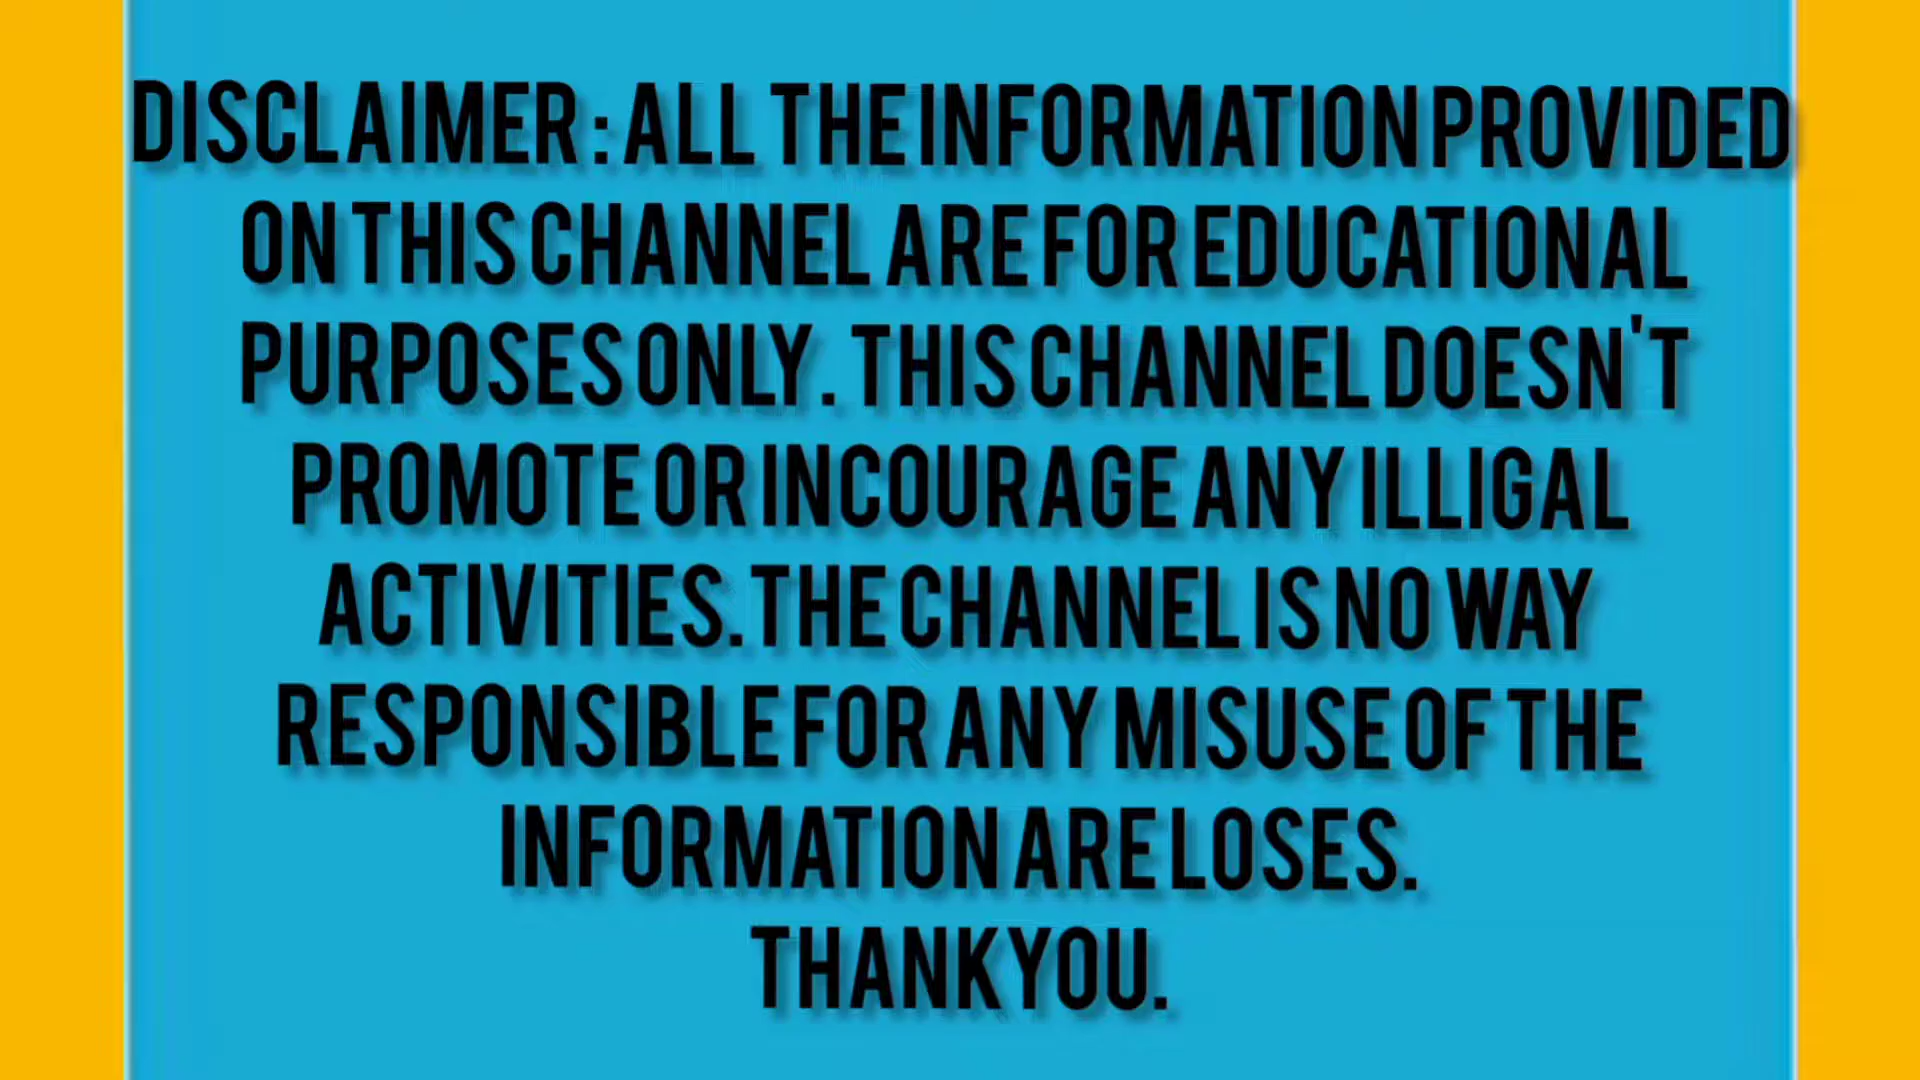 DISCLAIMER : ALL THE INFORMATION PROVIDED
ON THIS CHANNEL ARE FOR EDUCATIONAL
PURPOSES ONLY . THIS CHANNEL DOESN'T
PROMOTE OR INCOURAGE ANY ILLIGAL
ACTIVITIES. THE CHANNEL IS NO WAY
RESPONSIBLE FOR ANY MISUSE OF THE
INFORMATION ARE LOSES.
THANK YOU.